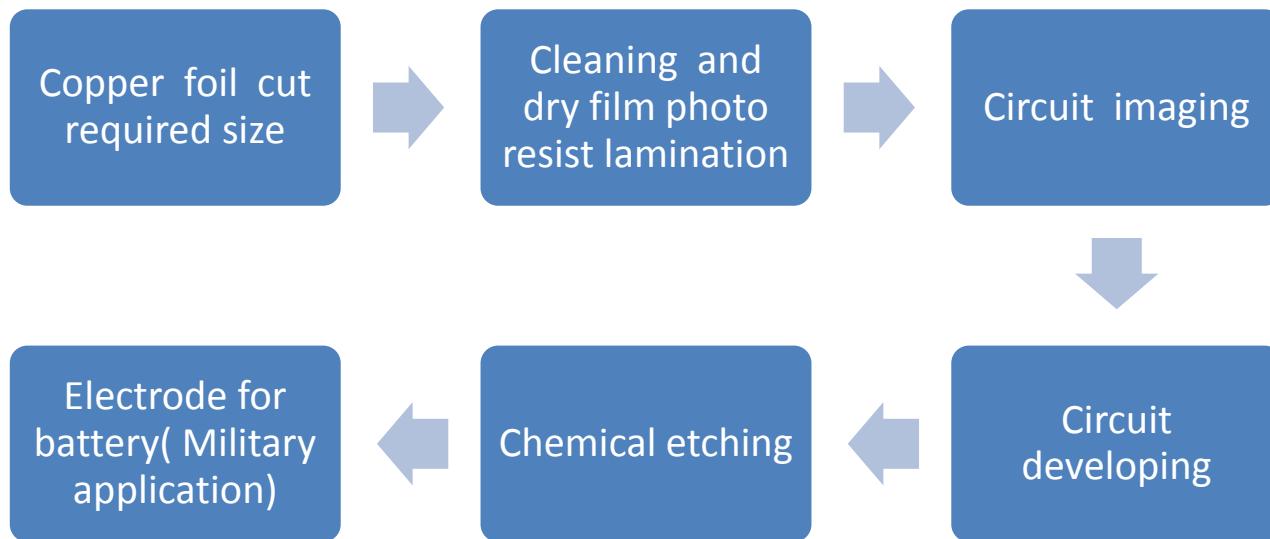 Copper foil cut
required size
Cleaning and
dry film photo
resist lamination
Circuit imaging
Circuit
developing
Chemical etching
Electrode for
battery( Military
application)